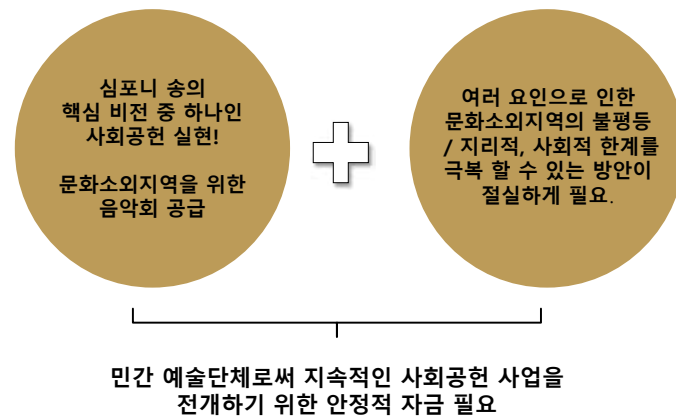 심포니 송의
핵심 비전 중 하나인
사회공헌 실현!
문화소외지역을 위한
음악회 공급
여러 요인으로 인한
문화소외지역의 불평등
/ 지리적, 사회적 한계를
극복 할 수 있는 방안이
절실하게 필요.
민간 예술단체로써 지속적인 사회공헌 사업을
전개하기 위한 안정적 자금 필요